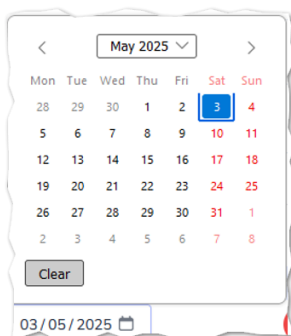 May 2025
Mon Tue Wed Thu Fri Sat Sun
28 29 30 1 2 3 4
5 6 7 8 9 10 11
12 13 14 15 16 17 18
19 20 21 22 23 24 25
26 27 28 29 30 31 1
2 3 4 5 6 7 8
Clear
03/05/2025